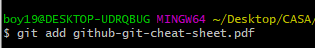 boy19@DESKTOP-UDRQBUG MINGW64 ~/Desktop/CASA/
$ git add github-git-cheat-sheet.pdf